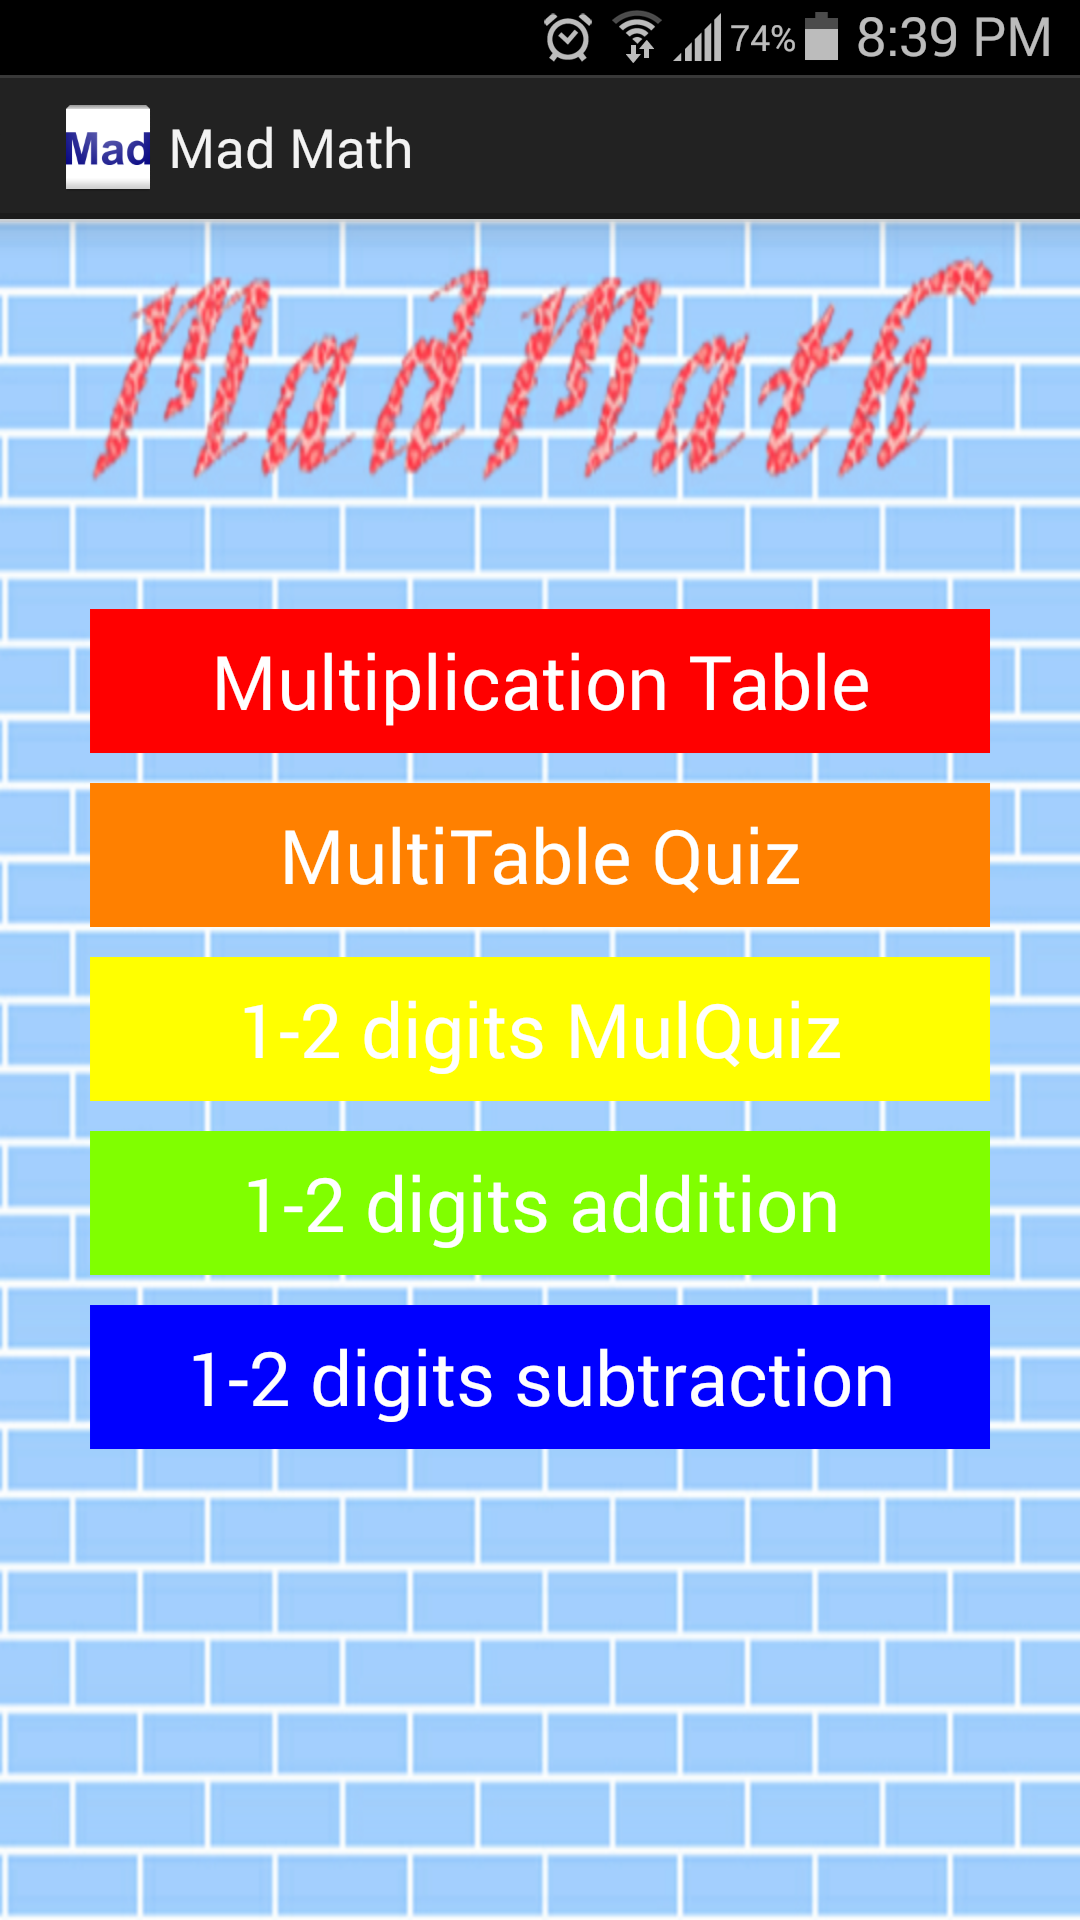 74% 8:39 PM
Mad Mad Math
Mad Math
Multiplication Table
MultiTable Quiz
1-2 digits MulQuiz
1-2 digits addition
1-2 digits subtraction